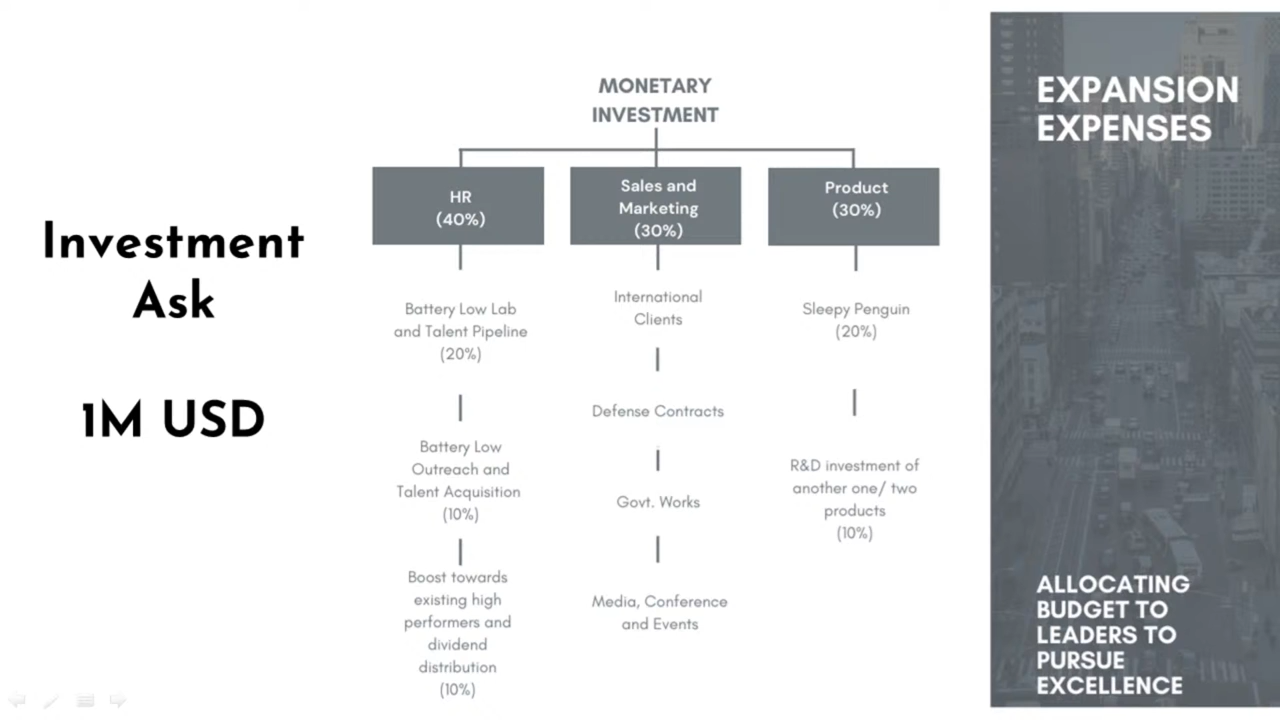 Investment
Ask
1M USD
MONETARY
INVESTMENT
HR
(40%)
Battery Low Lab
and Talent Pipeline
(20%)
Battery Low
Outreach and
Talent Acquisition
(10%)
Boost towards
existing high
performers and
dividend
distribution
(10%)
Sales and
Marketing
(30%)
International
Clients
Defense Contracts
Govt. Works
Media, Conference
and Events
Product
(30%)
Sleepy Penguin
(20%)
R&D investment of
another one/ two
products
(10%)
EXPANSION
EXPENSES
ALLOCATING
BUDGET TO
LEADERS TO
PURSUE
EXCELLENCE